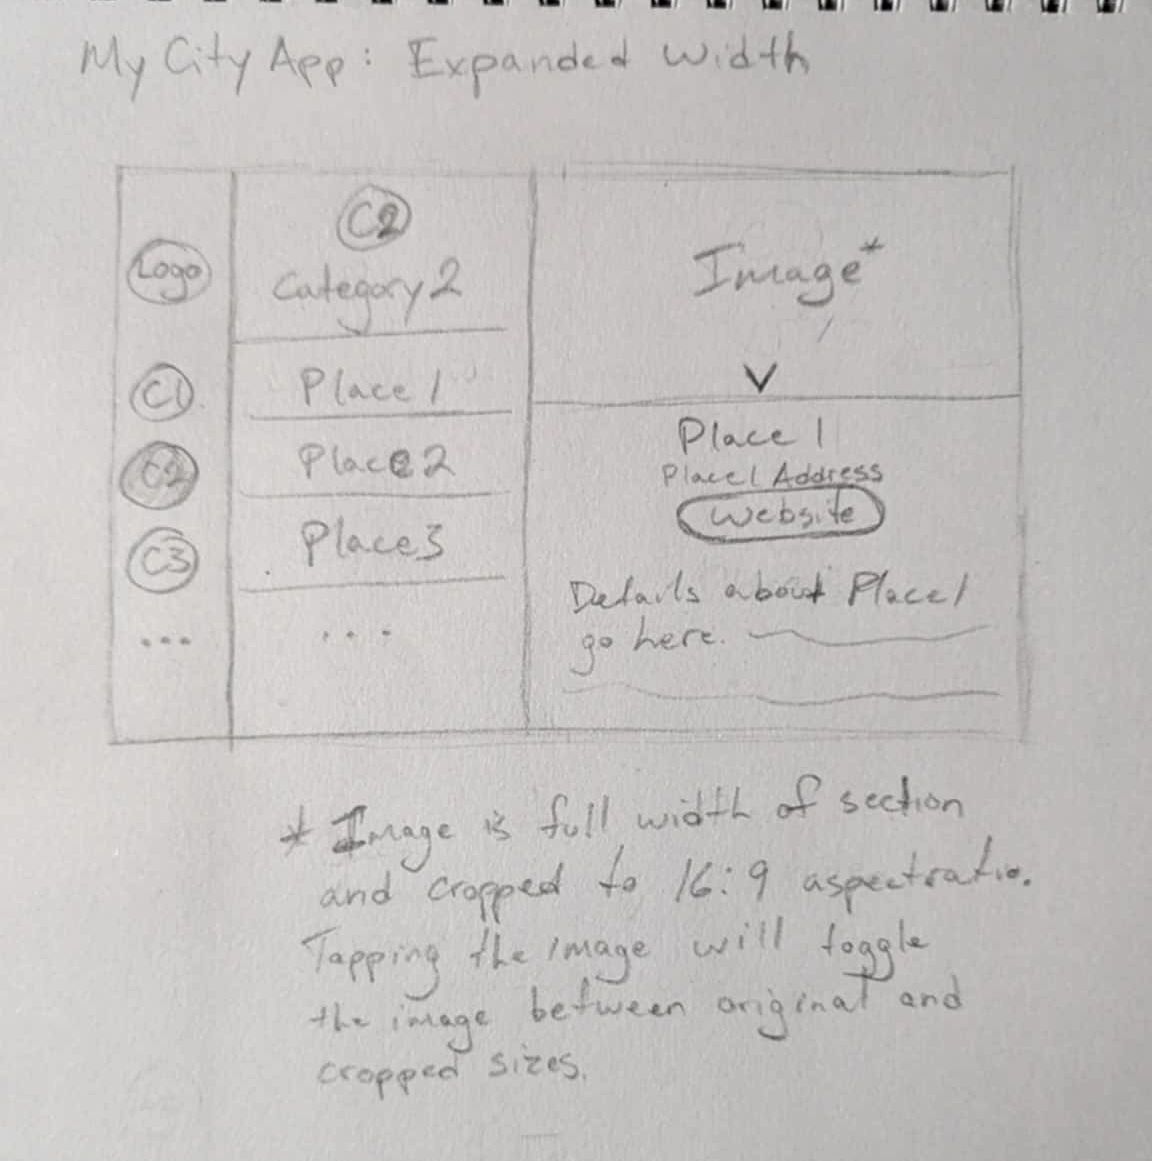 My City App: Expanded Width
Logo
C1
C2
C3
...
C2
Category 2
Place 1
Place 2
Place 3
...
Image*
Place 1
Place 1 Address
Website
Details about Place 1
go here.
* Image is full width of section
and cropped to 16:9 aspect ratio.
Tapping the image will toggle
the image between original and
cropped sizes.